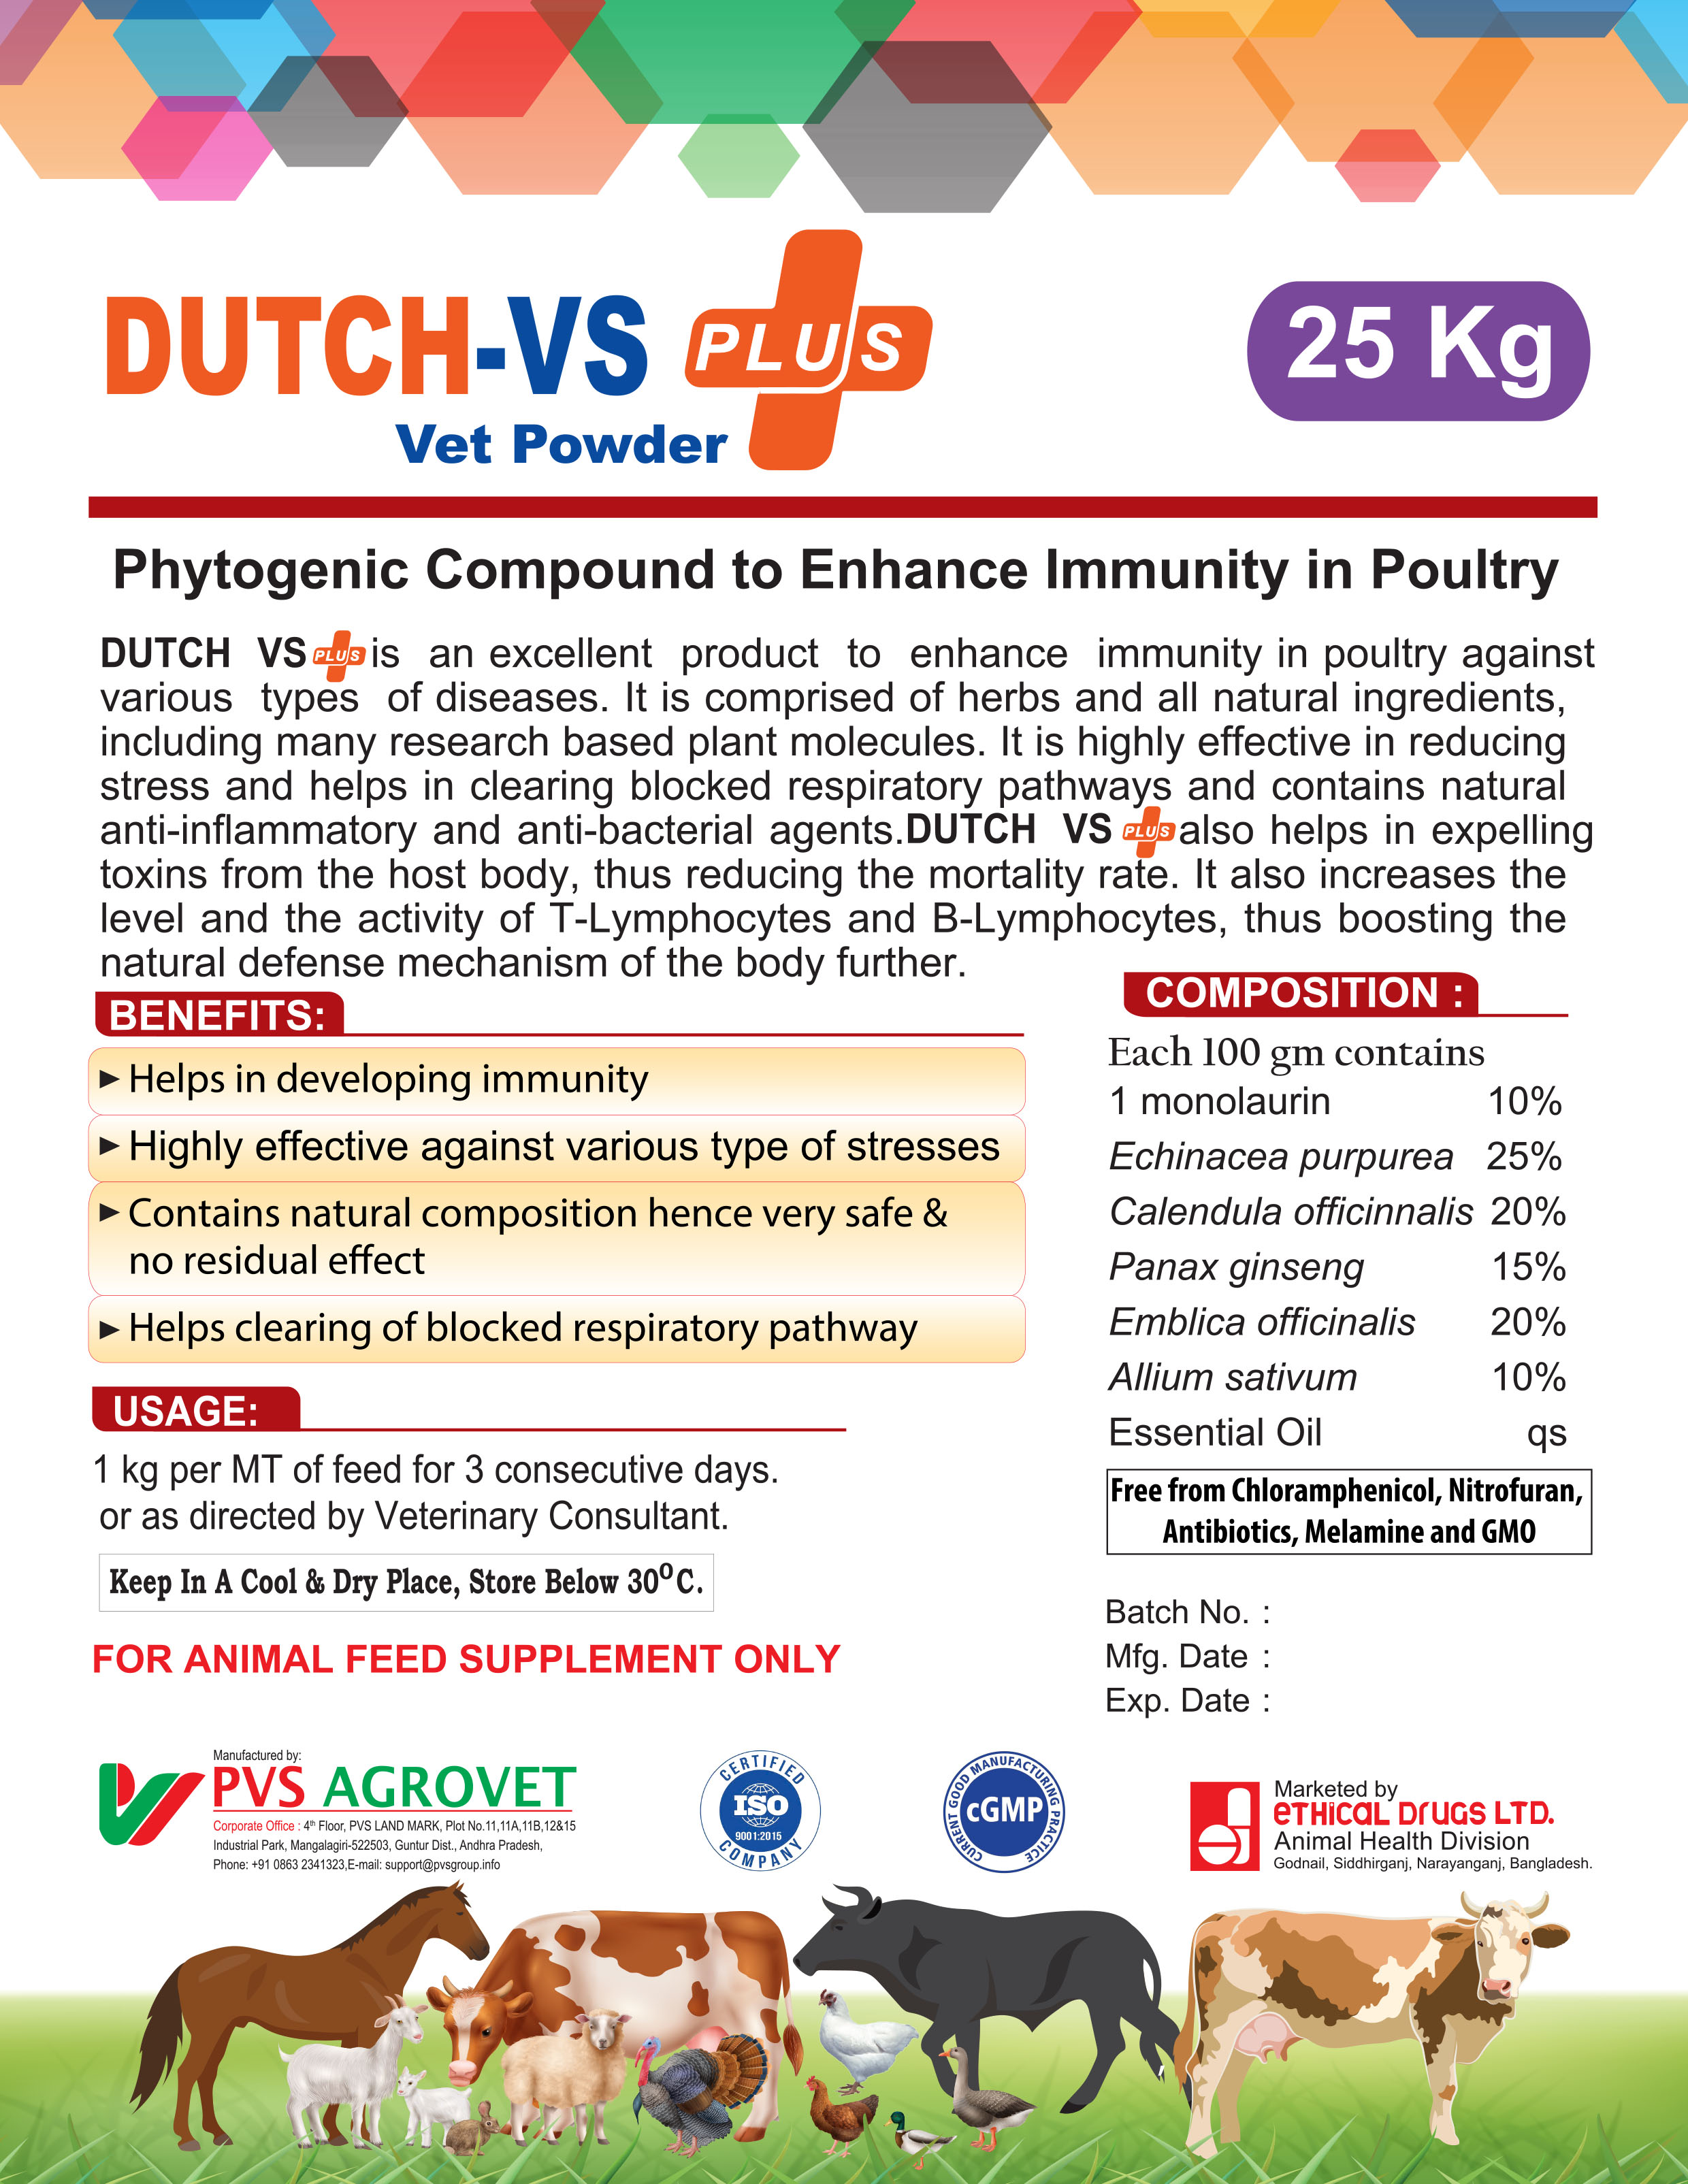 DUTCH-VS PLUS
Vet Powder
25 Kg
Phytogenic Compound to Enhance Immunity in Poultry
DUTCH VS PLUS is an excellent product to enhance immunity in poultry against
various types of diseases. It is comprised of herbs and all natural ingredients,
including many research based plant molecules. It is highly effective in reducing
stress and helps in clearing blocked respiratory pathways and contains natural
anti-inflammatory and anti-bacterial agents.DUTCH VS PLUS also helps in expelling
toxins from the host body, thus reducing the mortality rate. It also increases the
level and the activity of T-Lymphocytes and B-Lymphocytes, thus boosting the
natural defense mechanism of the body further.
BENEFITS:
► Helps in developing immunity
► Highly effective against various type of stresses
► Contains natural composition hence very safe &
no residual effect
► Helps clearing of blocked respiratory pathway
USAGE:
1 kg per MT of feed for 3 consecutive days.
or as directed by Veterinary Consultant.
Keep In A Cool & Dry Place, Store Below 30⁰C.
FOR ANIMAL FEED SUPPLEMENT ONLY
COMPOSITION :
Each 100 gm contains
1 monolaurin 10%
Echinacea purpurea 25%
Calendula officinnalis 20%
Panax ginseng 15%
Emblica officinalis 20%
Allium sativum 10%
Essential Oil qs
Free from Chloramphenicol, Nitrofuran,
Antibiotics, Melamine and GMO
Batch No. :
Mfg. Date :
Exp. Date :
Manufactured by:
PVS AGROVET
Corporate Office : 4th Floor, PVS LAND MARK, Plot No.11,11A,11B,12&15
Industrial Park, Mangalagiri-522503, Guntur Dist., Andhra Pradesh,
Phone: +91 0863 2341323,E-mail: support@pvsgroup.info
CERTIFIED
ISO
9001:2015
COMPANY
CURRENT GOOD MANUFACTURING PRACTICE
cGMP
Marketed by
eTHiCaL DrUGS LTD.
Animal Health Division
Godnail, Siddhirganj, Narayanganj, Bangladesh.